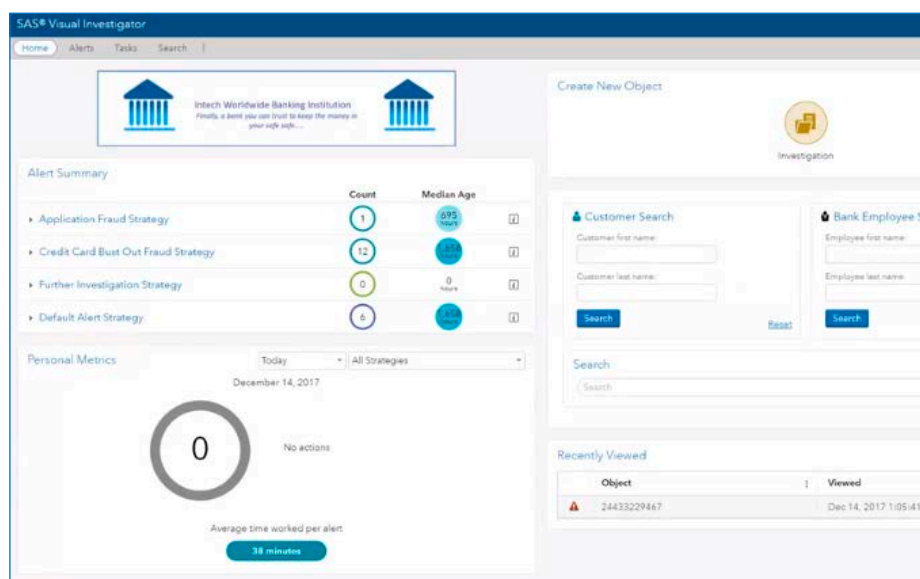 SAS® Visual Investigator
Home Alerts Tasks Search
Intech Worldwide Banking Institution
Finally, a bank you can trust to keep the money in
your safe safe....
Alert Summary
Count Median Age
Application Fraud Strategy 1 695 hours
Credit Card Bust Out Fraud Strategy 12 hours
Further Investigation Strategy 0 0 hours
Default Alert Strategy 6 hours
Personal Metrics Today All Strategies
December 14, 2017
0 No actions
Average time worked per alert
38 minutes
Create New Object
Investigation
Customer Search
Customer first name:
Customer last name:
Search Reset
Bank Employee S
Employee first name:
Employee last name:
Search
Search
Search
Recently Viewed
Object Viewed
24433229467 Dec 14, 2017 1:05:41